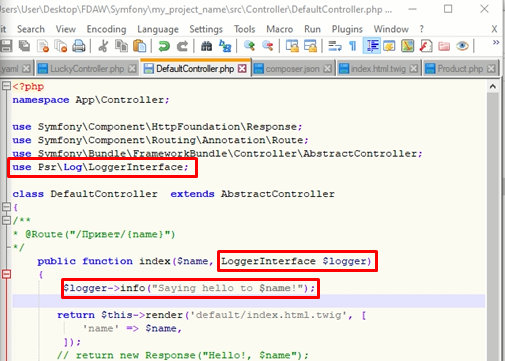 Users\User\Desktop\FDAW\Symfony\my_project_name\src\Controller\DefaultController.php - Notepad++
Search View Encoding Language Settings Tools Macro Run Plugins Window ?
yaml LuckyController.php DefaultController.php composer.json index.html.twig Product.php
<?php
namespace App\Controller;
use Symfony\Component\HttpFoundation\Response;
use Symfony\Component\Routing\Annotation\Route;
use Symfony\Bundle\FrameworkBundle\Controller\AbstractController;
use Psr\Log\LoggerInterface;
class DefaultController extends AbstractController
{
/**
* @Route("/Привет/{name}")
*/
public function index($name, LoggerInterface $logger)
{
$logger->info("Saying hello to $name!");
return $this->render('default/index.html.twig', [
'name' => $name,
]);
// return new Response("Hello!, $name");